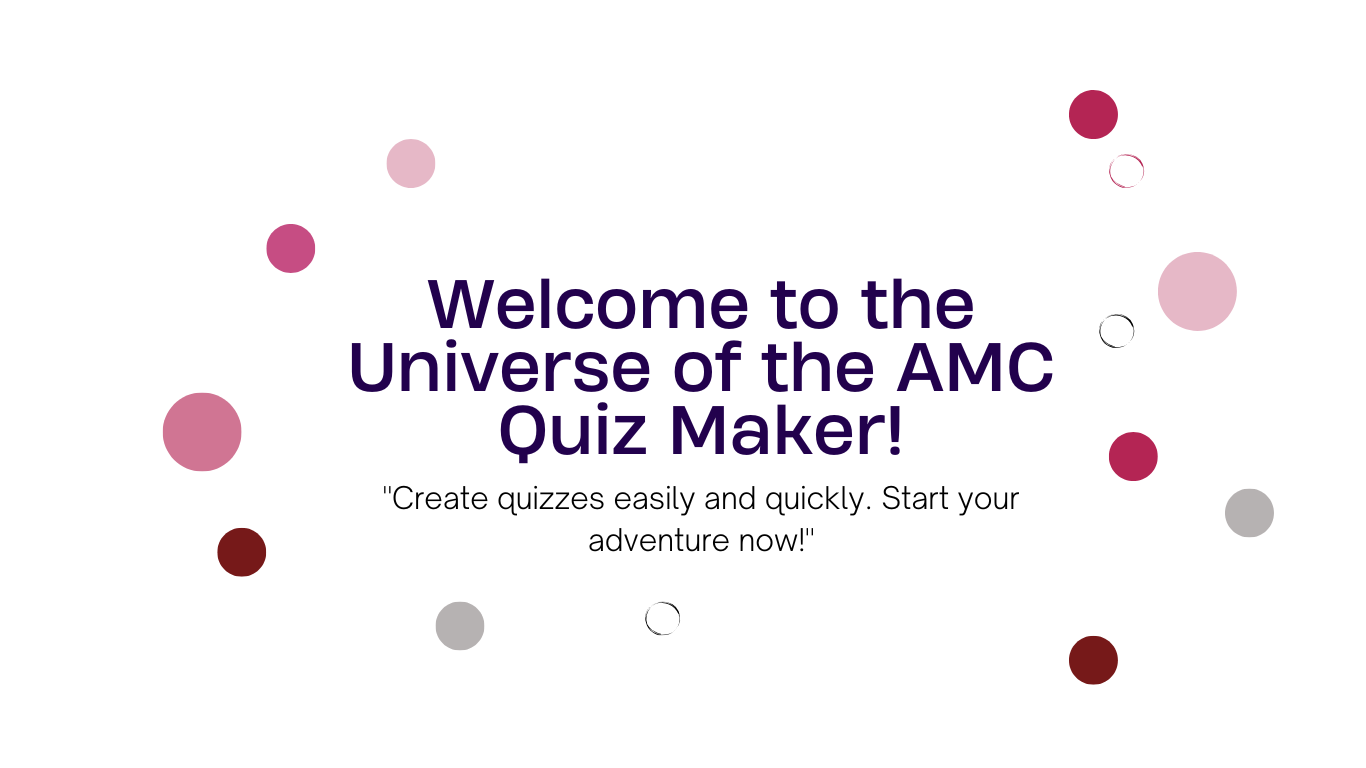 Welcome to the
Universe of the AMC
Quiz Maker!
"Create quizzes easily and quickly. Start your
adventure now!"